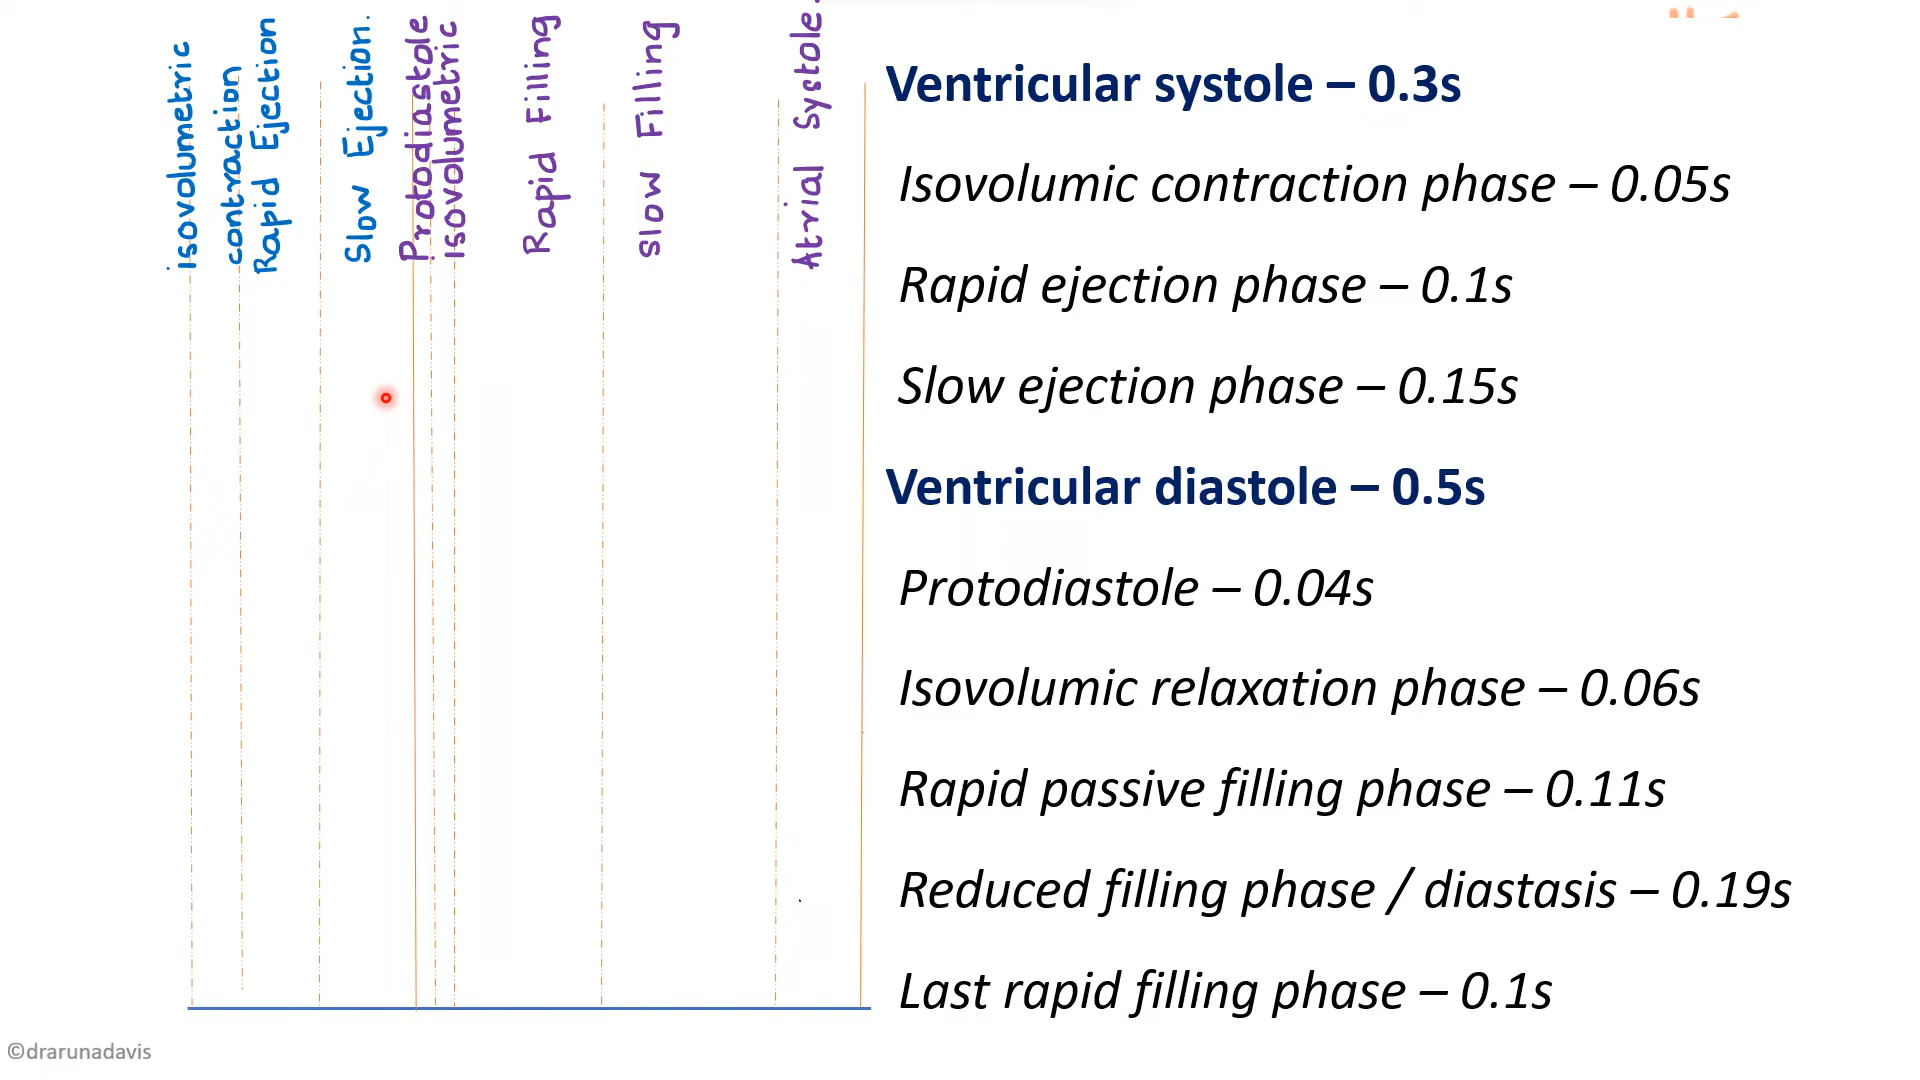 isovolumetric
contraction
Rapid Ejection
Slow Ejection.
Protodiastole
isovolumetric
Rapid Filling
slow Filling
Atrial Systole.
Ventricular systole – 0.3s
Isovolumic contraction phase – 0.05s
Rapid ejection phase – 0.1s
Slow ejection phase – 0.15s
Ventricular diastole – 0.5s
Protodiastole – 0.04s
Isovolumic relaxation phase – 0.06s
Rapid passive filling phase – 0.11s
Reduced filling phase / diastasis – 0.19s
Last rapid filling phase – 0.1s
©drarunadavis